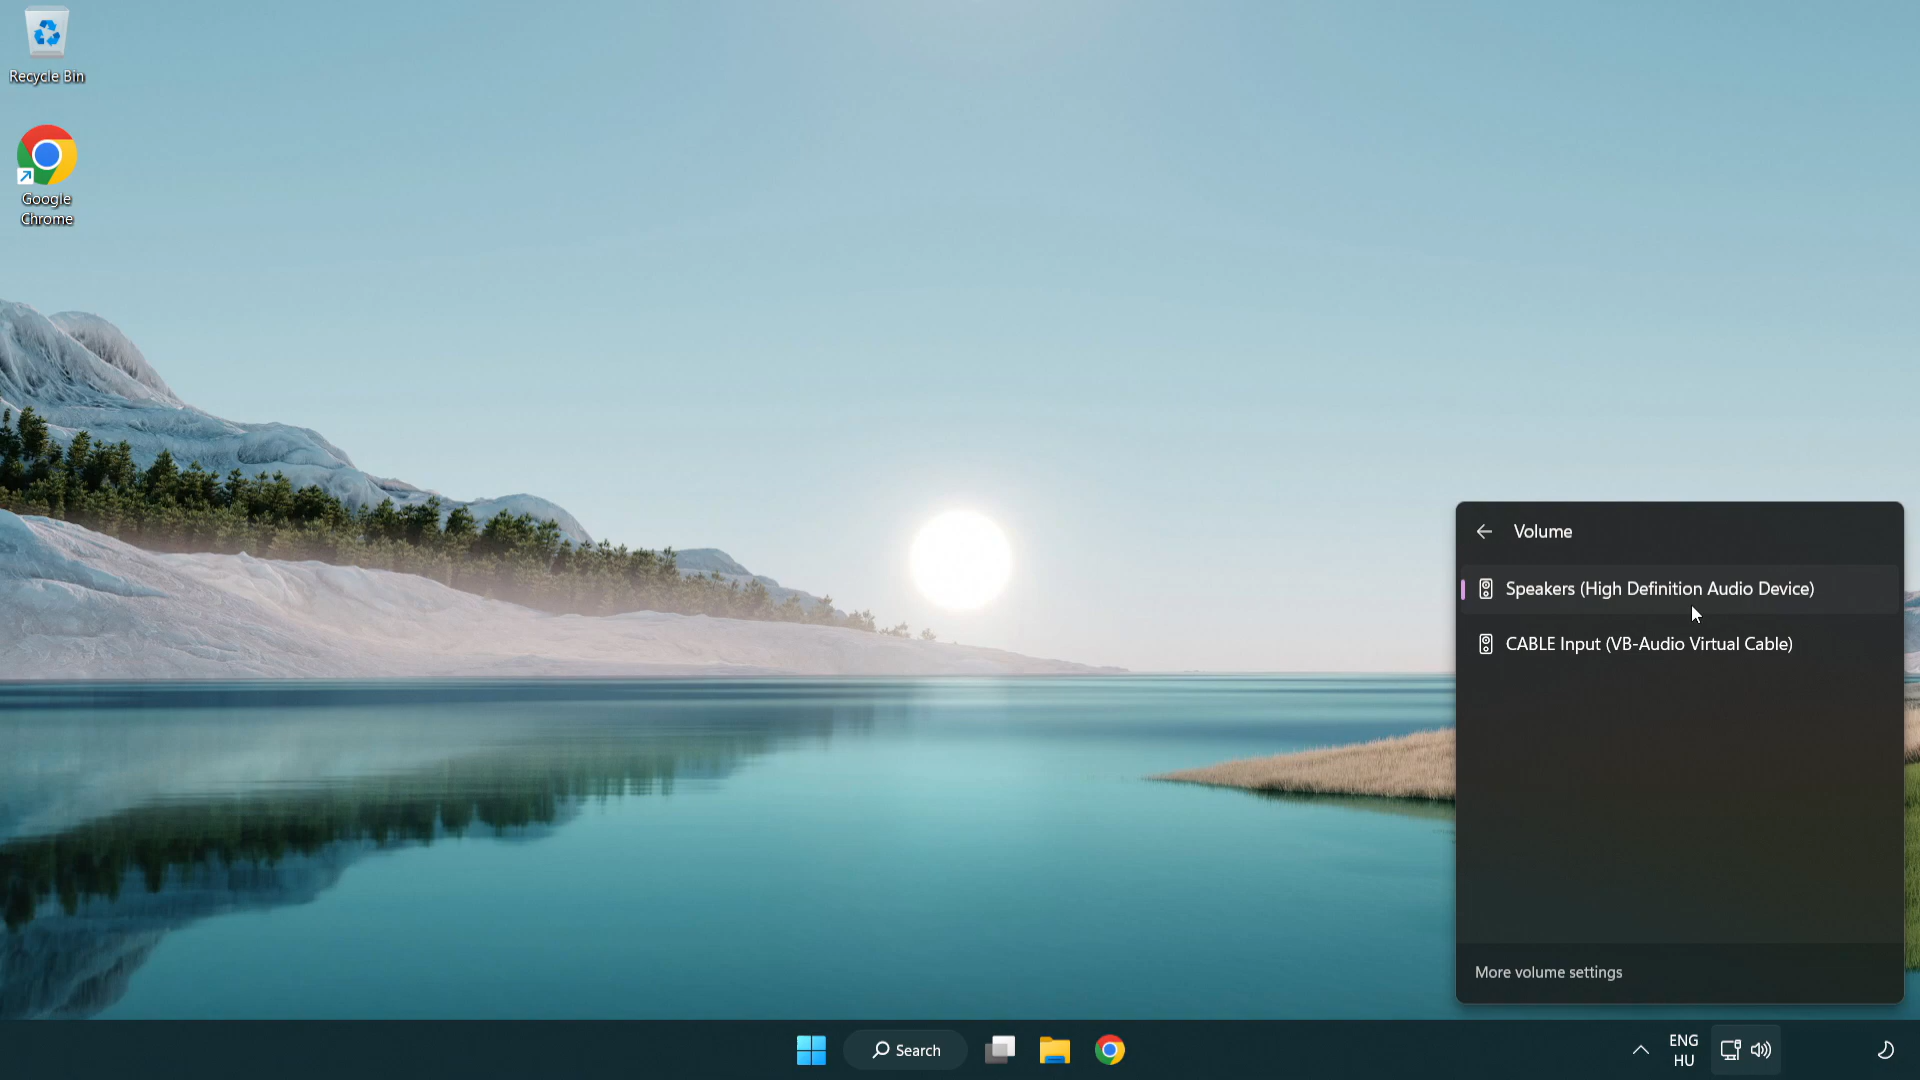 Recycle Bin
Google
Chrome
Volume
Speakers (High Definition Audio Device)
CABLE Input (VB-Audio Virtual Cable)
More volume settings
Search
ENG
HU